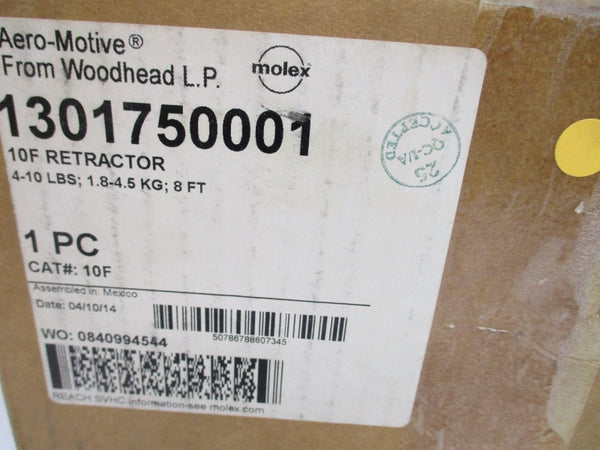 Aero-Motive®
From Woodhead L.P.
molex
1301750001
10F RETRACTOR
4-10 LBS; 1.8-4.5 KG; 8 FT
ACCEPTED
QC-1/A
25
1 PC
CAT#: 10F
Assembled In: Mexico
Date: 04/10/14
50786788607345
WO: 0840994544
REACH SVHC information-see molex.com